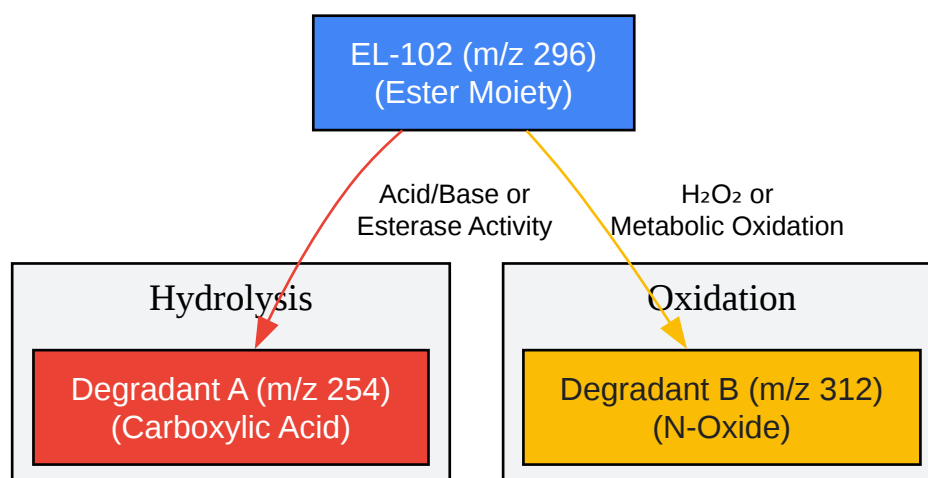 EL-102 (m/z 296)
(Ester Moiety)
Acid/Base or
Esterase Activity
H₂O₂ or
Metabolic Oxidation
Hydrolysis
Oxidation
Degradant A (m/z 254)
(Carboxylic Acid)
Degradant B (m/z 312)
(N-Oxide)